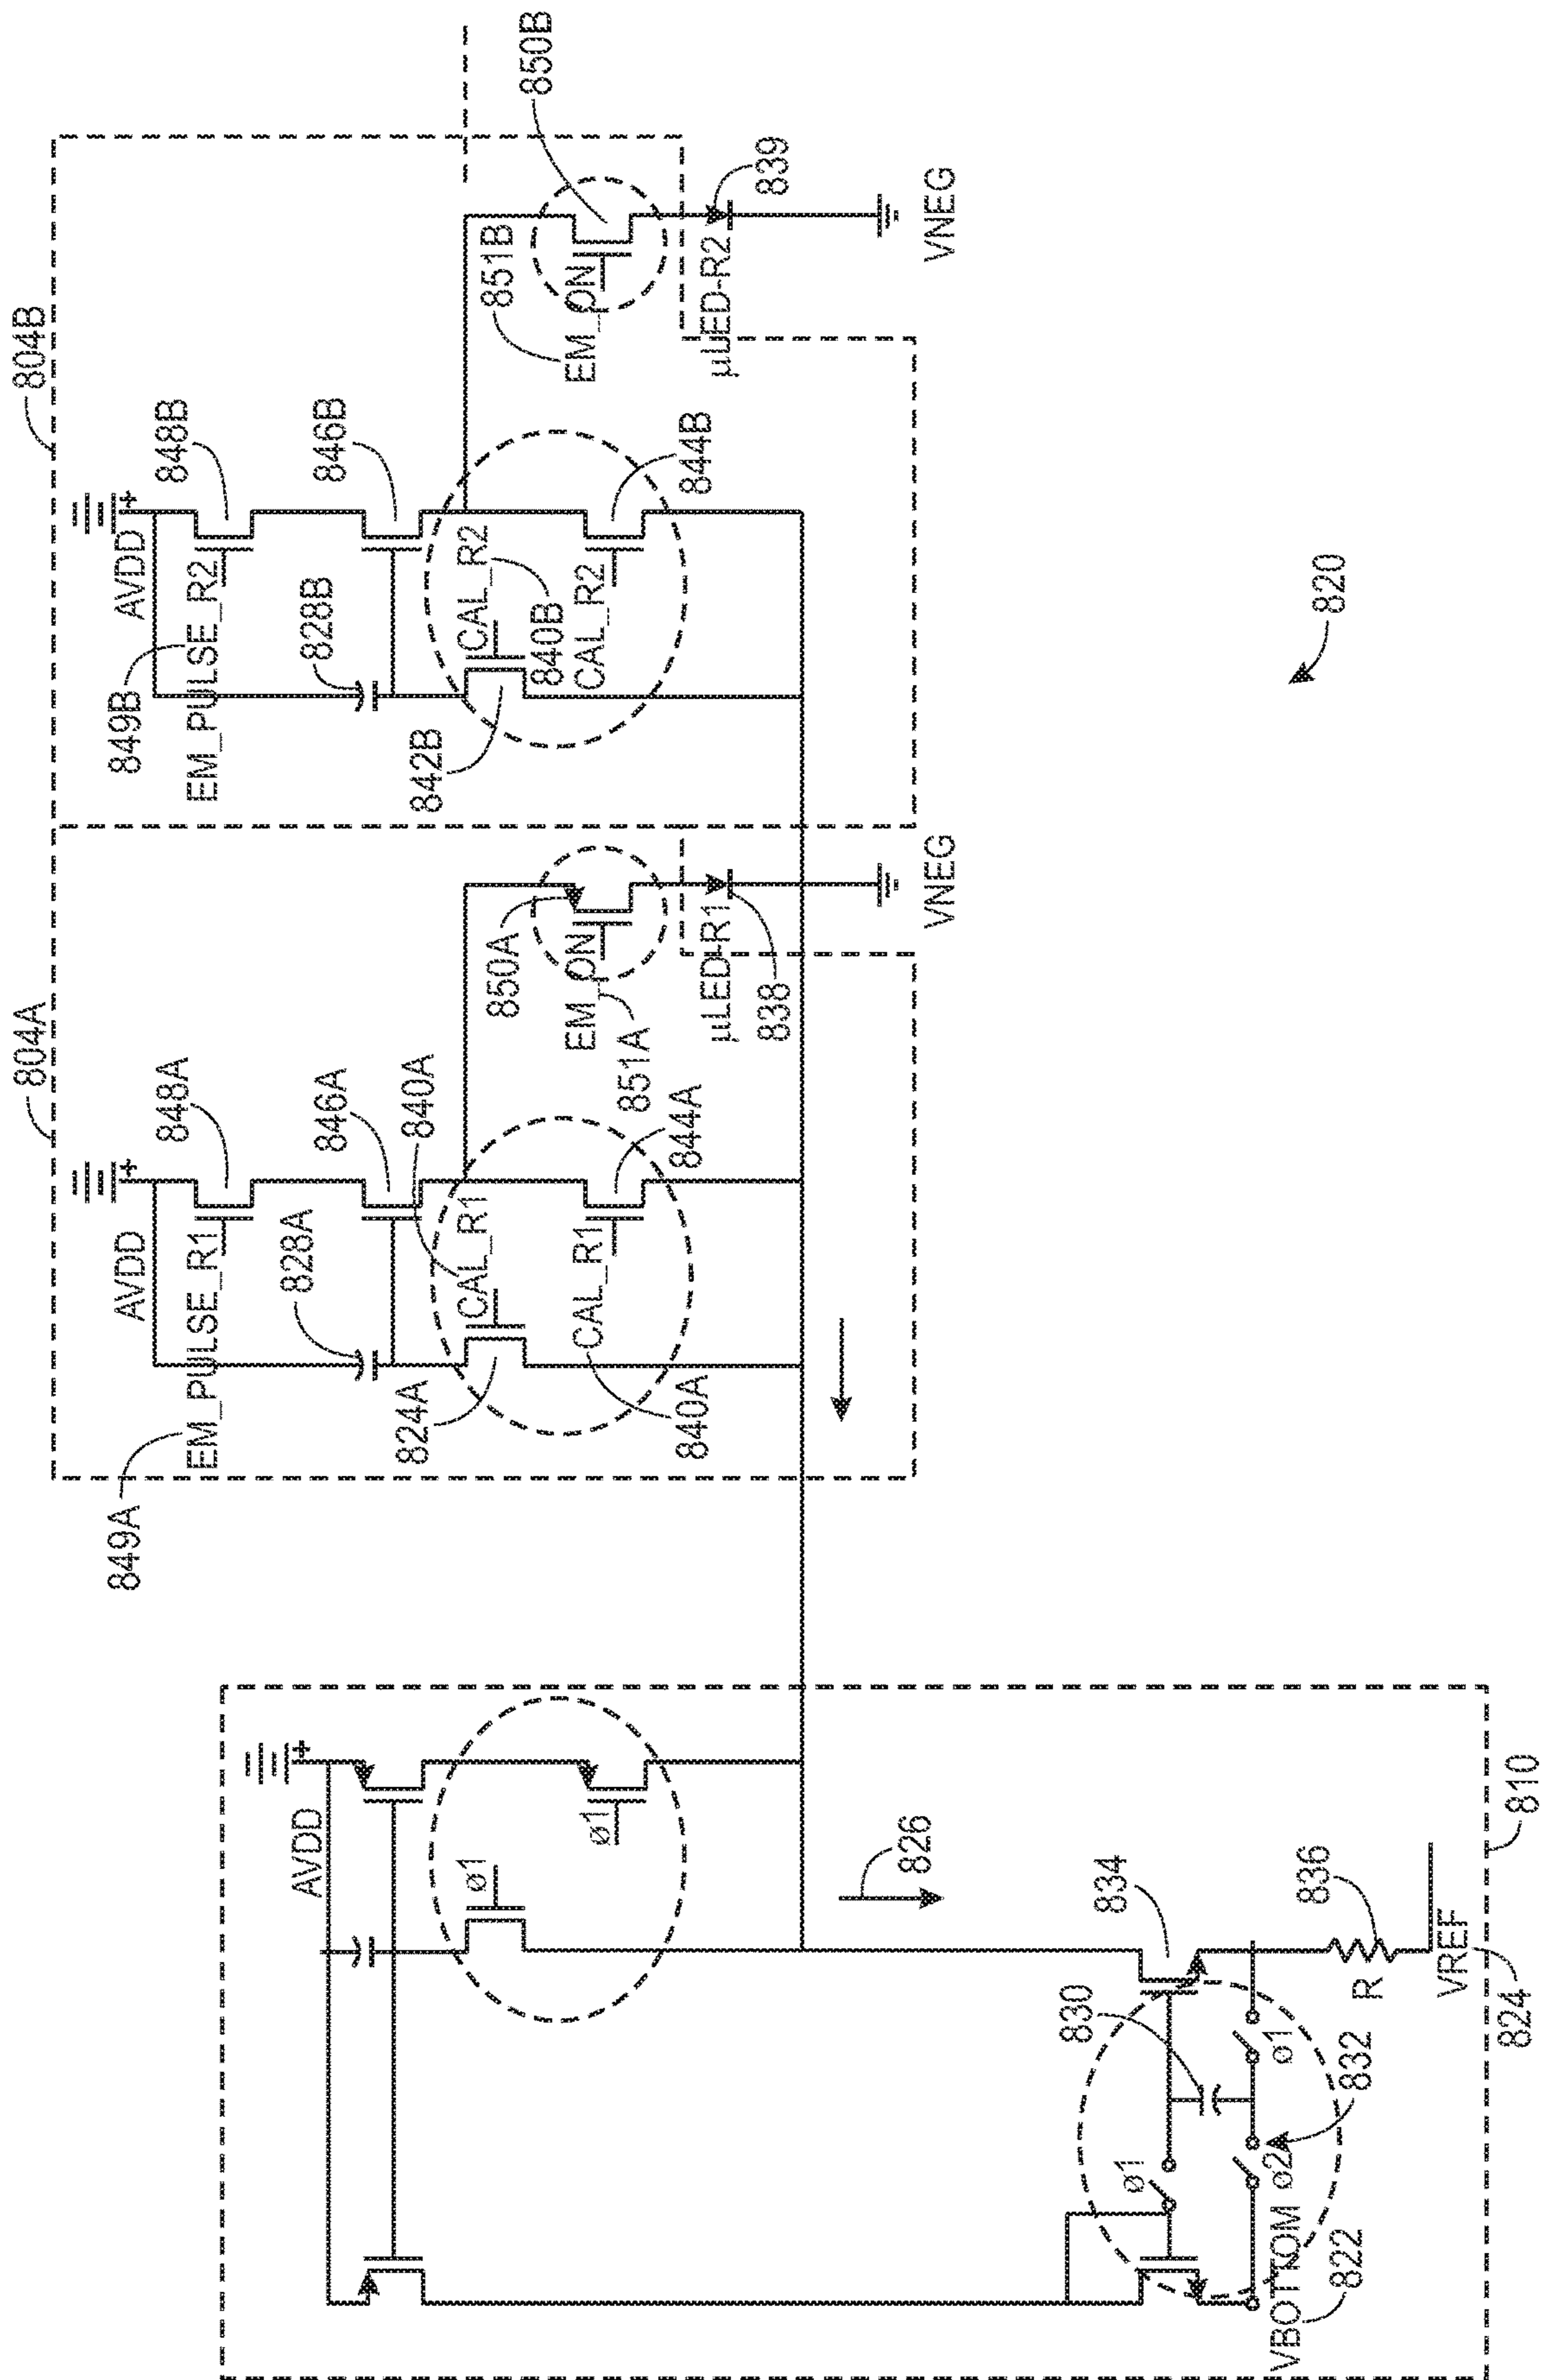 804A
804B
849A
AVDD
EM_PULSE_R1
848A
828A
846A
840A
824A
CAL_R1
CAL_R1
840A
844A
850A
EM_ON
851A
µLED-R1
838
VNEG
849B
AVDD
EM_PULSE_R2
848B
828B
846B
842B
CAL_R2
840B
CAL_R2
844B
851B
EM_ON
850B
µLED-R2
839
VNEG
AVDD
ø1
ø1
826
834
830
ø1
ø1
832
ø2
VBOTTOM
822
R
836
VREF
824
810
820